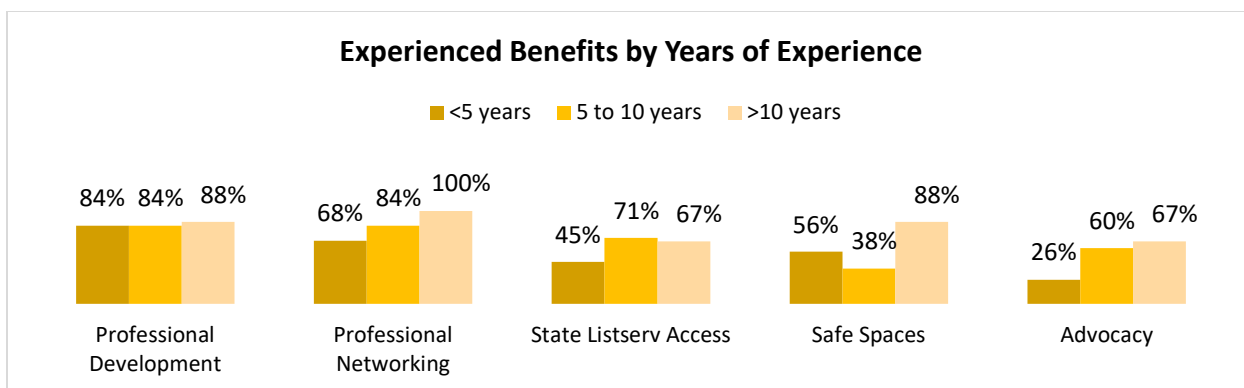 Experienced Benefits by Years of Experience
<5 years 5 to 10 years >10 years
84% 84% 88% 68% 84% 100% 45% 71% 67% 56% 38% 88% 26% 60% 67%
Professional Development
Professional Networking
State Listserv Access
Safe Spaces
Advocacy